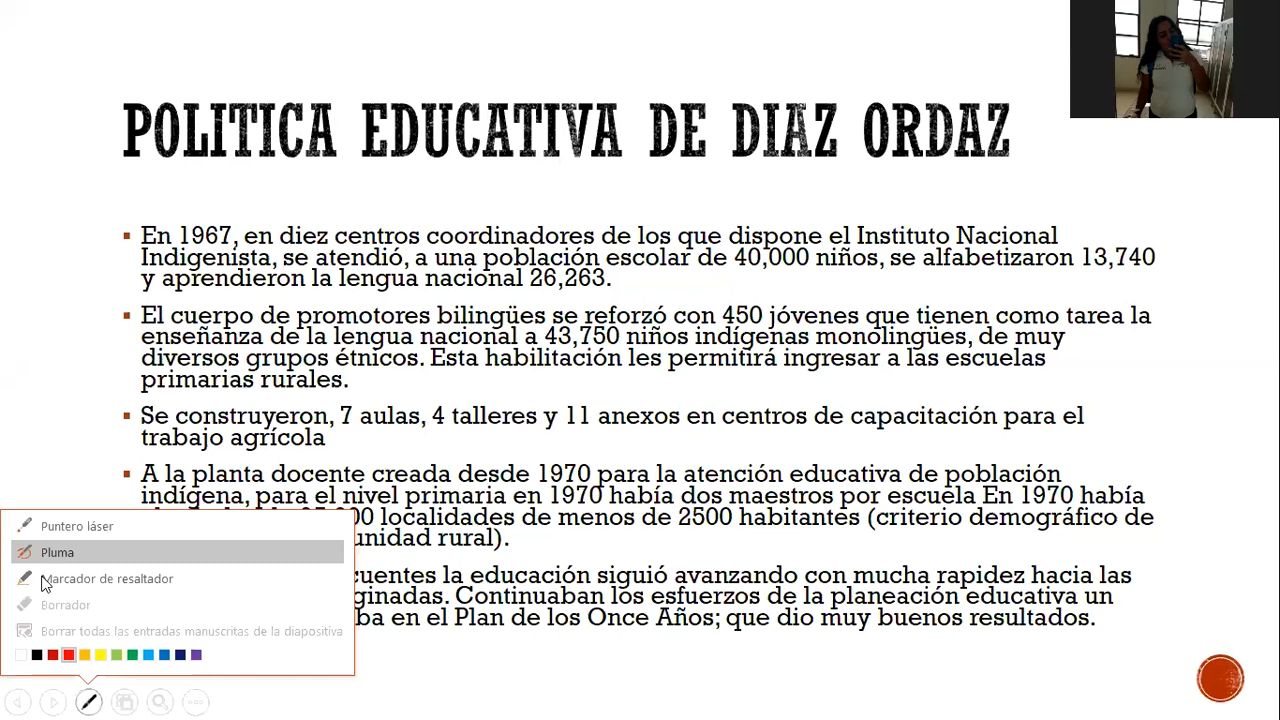 POLITICA EDUCATIVA DE DIAZ ORDAZ
▪ En 1967, en diez centros coordinadores de los que dispone el Instituto Nacional
Indigenista, se atendió, a una población escolar de 40,000 niños, se alfabetizaron 13,740
y aprendieron la lengua nacional 26,263.
▪ El cuerpo de promotores bilingües se reforzó con 450 jóvenes que tienen como tarea la
enseñanza de la lengua nacional a 43,750 niños indígenas monolingües, de muy
diversos grupos étnicos. Esta habilitación les permitirá ingresar a las escuelas
primarias rurales.
▪ Se construyeron, 7 aulas, 4 talleres y 11 anexos en centros de capacitación para el
trabajo agrícola
▪ A la planta docente creada desde 1970 para la atención educativa de población
indígena, para el nivel primaria en 1970 había dos maestros por escuela En 1970 había
localidades de menos de 2500 habitantes (criterio demográfico de
unidad rural).
cuentes la educación siguió avanzando con mucha rapidez hacia las
ginadas. Continuaban los esfuerzos de la planeación educativa un
ba en el Plan de los Once Años; que dio muy buenos resultados.
Puntero láser
Pluma
Marcador de resaltador
Borrador
Borrar todas las entradas manuscritas de la diapositiva